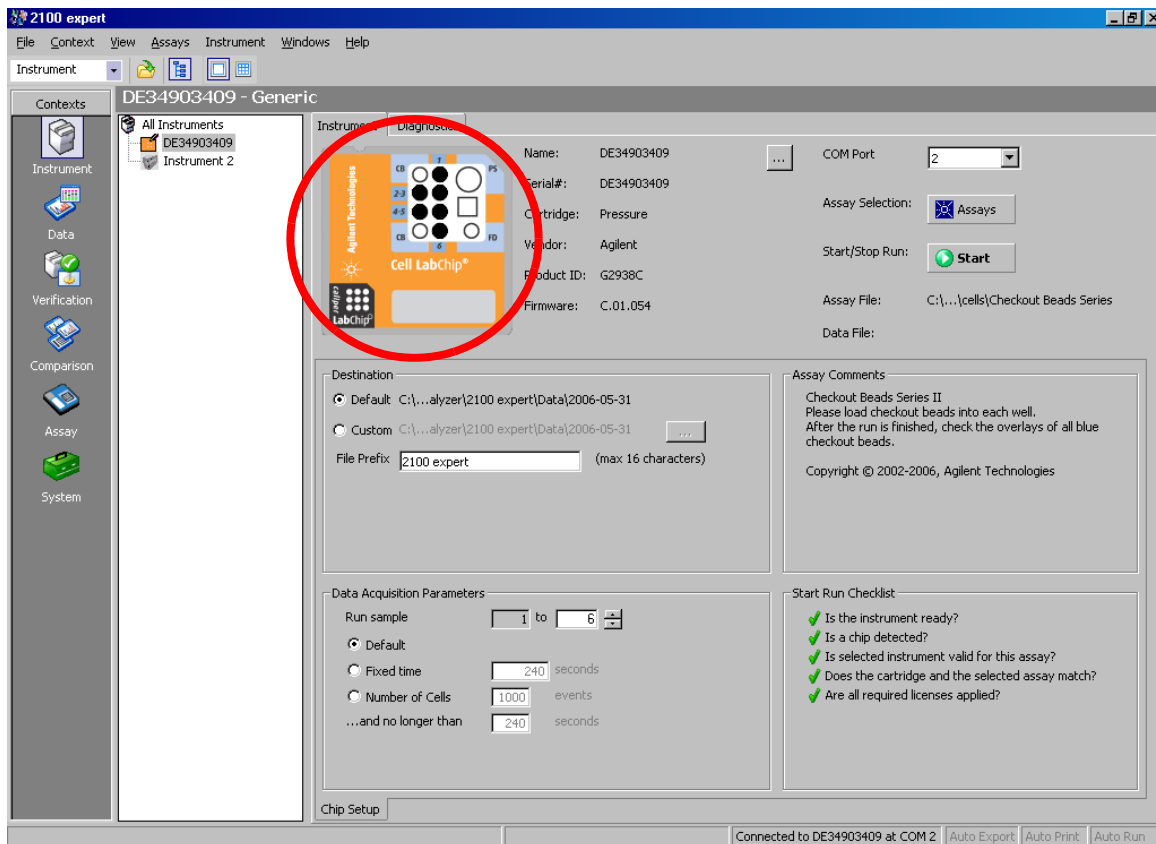 2100 expert
File Context View Assays Instrument Windows Help
Instrument
Contexts
DE34903409 - Generic
Instrument
Data
Verification
Comparison
Assay
System
All Instruments
DE34903409
Instrument 2
Instrument Diagnostics
Agilent Technologies
CB 1 PS
2-3
4-5
CB 6 FD
Cell LabChip®
caliper
LabChip®
Name: DE34903409 ...
Serial#: DE34903409
Cartridge: Pressure
Vendor: Agilent
Product ID: G2938C
Firmware: C.01.054
COM Port 2
Assay Selection: Assays
Start/Stop Run: Start
Assay File: C:\...\cells\Checkout Beads Series
Data File:
Destination
Default C:\...alyzer\2100 expert\Data\2006-05-31
Custom C:\...alyzer\2100 expert\Data\2006-05-31 ...
File Prefix 2100 expert (max 16 characters)
Assay Comments
Checkout Beads Series II
Please load checkout beads into each well.
After the run is finished, check the overlays of all blue
checkout beads.
Copyright © 2002-2006, Agilent Technologies
Data Acquisition Parameters
Run sample 1 to 6
Default
Fixed time 240 seconds
Number of Cells 1000 events
...and no longer than 240 seconds
Start Run Checklist
Is the instrument ready?
Is a chip detected?
Is selected instrument valid for this assay?
Does the cartridge and the selected assay match?
Are all required licenses applied?
Chip Setup
Connected to DE34903409 at COM 2 Auto Export Auto Print Auto Run